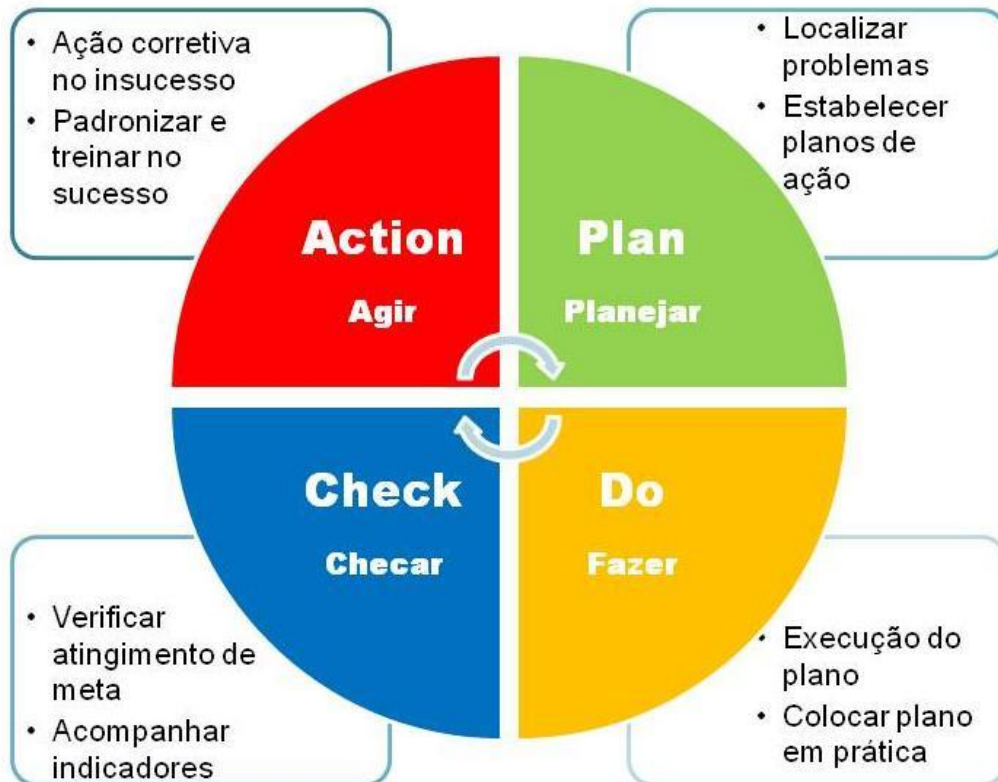 • Ação corretiva
no insucesso
• Padronizar e
treinar no
sucesso
• Localizar
problemas
• Estabelecer
planos de
ação
Action
Agir
Plan
Planejar
Check
Checar
Do
Fazer
• Verificar
atingimento de
meta
• Acompanhar
indicadores
• Execução do
plano
• Colocar plano
em prática